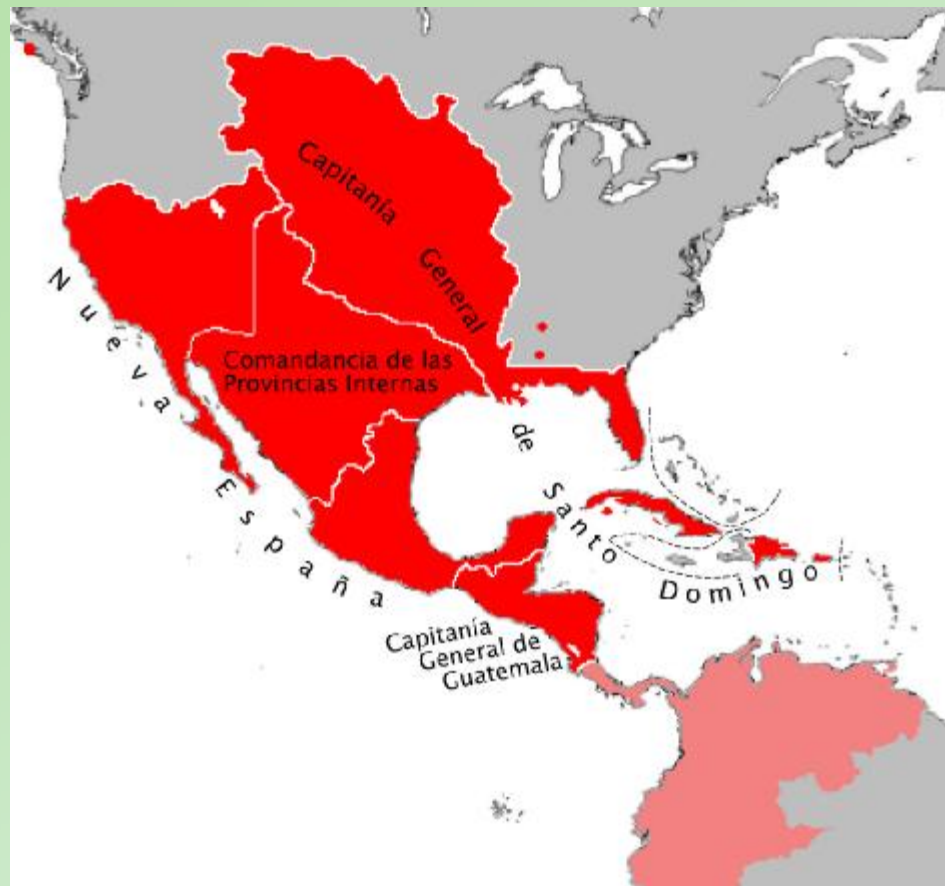 Capitanía General de Santo Domingo
Nueva España
Comandancia de las
Provincias Internas
Capitanía
General de
Guatemala